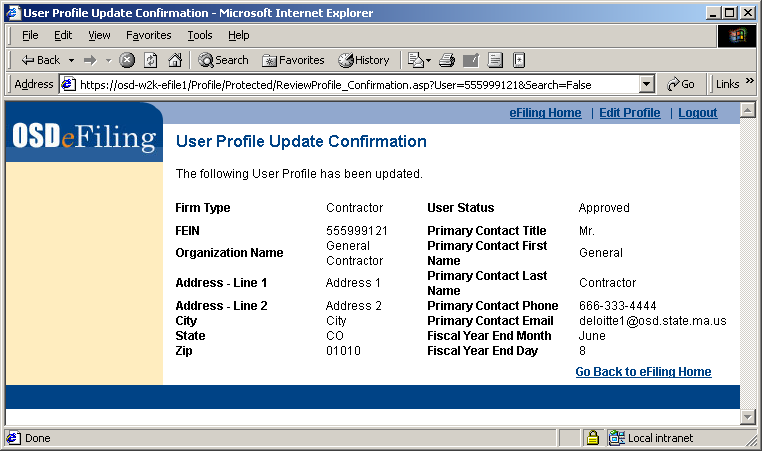 User Profile Update Confirmation - Microsoft Internet Explorer
File Edit View Favorites Tools Help
Back Search Favorites History
Address https://osd-w2k-efile1/Profile/Protected/ReviewProfile_Confirmation.asp?User=555999121&Search=False Go Links »
OSDeFiling
eFiling Home | Edit Profile | Logout
User Profile Update Confirmation
The following User Profile has been updated.
Firm Type Contractor User Status Approved
FEIN 555999121 Primary Contact Title Mr.
Organization Name General Contractor Primary Contact First Name General
Address - Line 1 Address 1 Primary Contact Last Name Contractor
Address - Line 2 Address 2 Primary Contact Phone 666-333-4444
City City Primary Contact Email deloitte1@osd.state.ma.us
State CO Fiscal Year End Month June
Zip 01010 Fiscal Year End Day 8
Go Back to eFiling Home
Done Local intranet